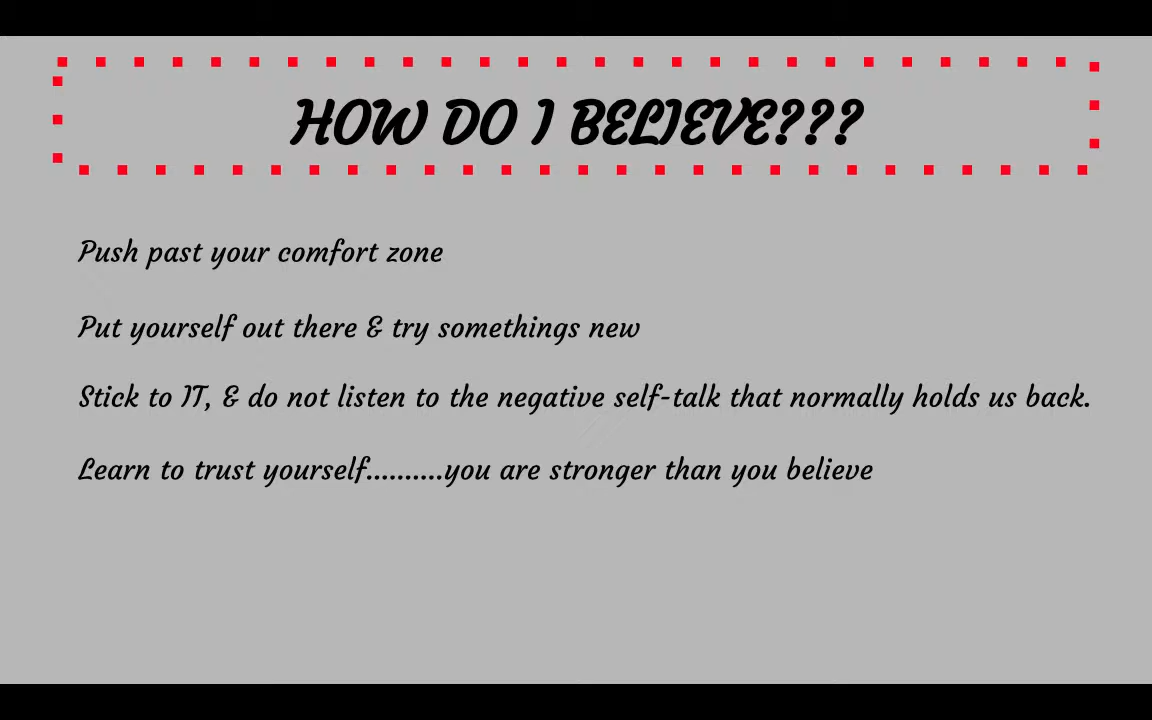 HOW DO I BELIEVE???
Push past your comfort zone
Put yourself out there & try somethings new
Stick to IT, & do not listen to the negative self-talk that normally holds us back.
Learn to trust yourself..........you are stronger than you believe